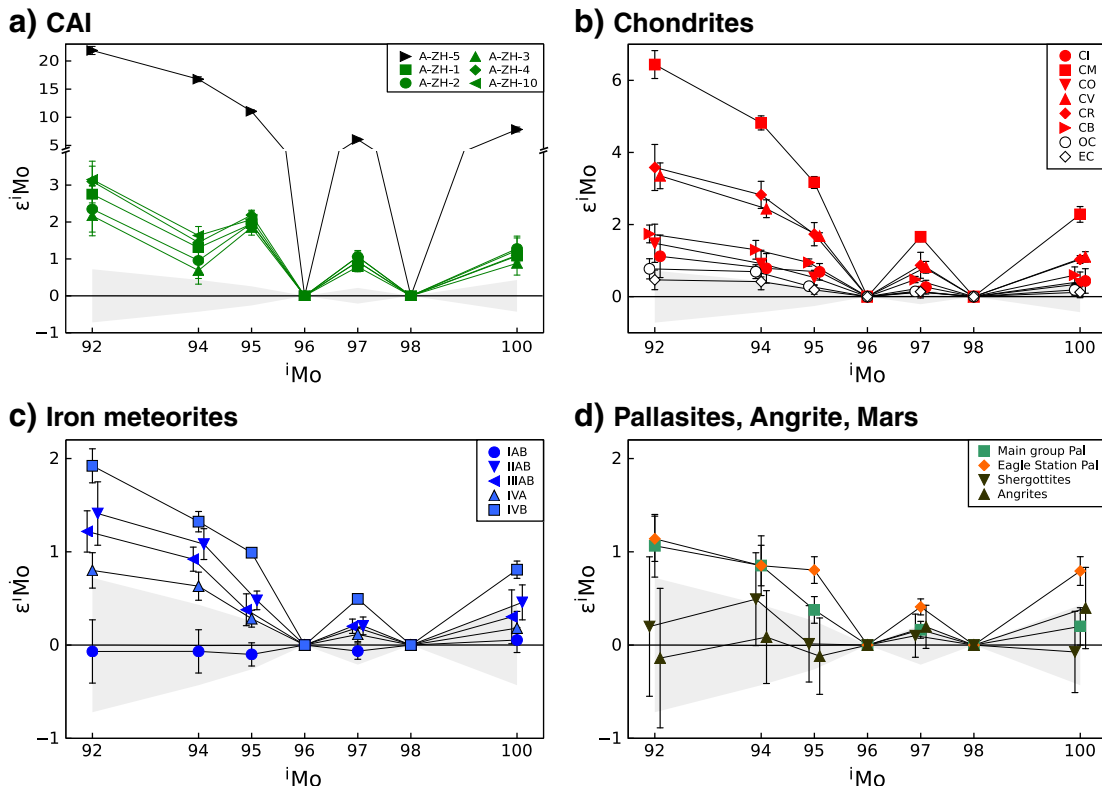 a) CAI
A-ZH-5
A-ZH-1
A-ZH-2
A-ZH-3
A-ZH-4
A-ZH-10
20
15
10
5
3
2
1
0
−1
εⁱMo
92
94
95
96
97
98
100
ⁱMo
b) Chondrites
CI
CM
CO
CV
CR
CB
OC
EC
6
4
2
0
εⁱMo
92
94
95
96
97
98
100
ⁱMo
c) Iron meteorites
IAB
IIAB
IIIAB
IVA
IVB
2
1
0
−1
εⁱMo
92
94
95
96
97
98
100
ⁱMo
d) Pallasites, Angrite, Mars
Main group Pal
Eagle Station Pal
Shergottites
Angrites
2
1
0
−1
εⁱMo
92
94
95
96
97
98
100
ⁱMo